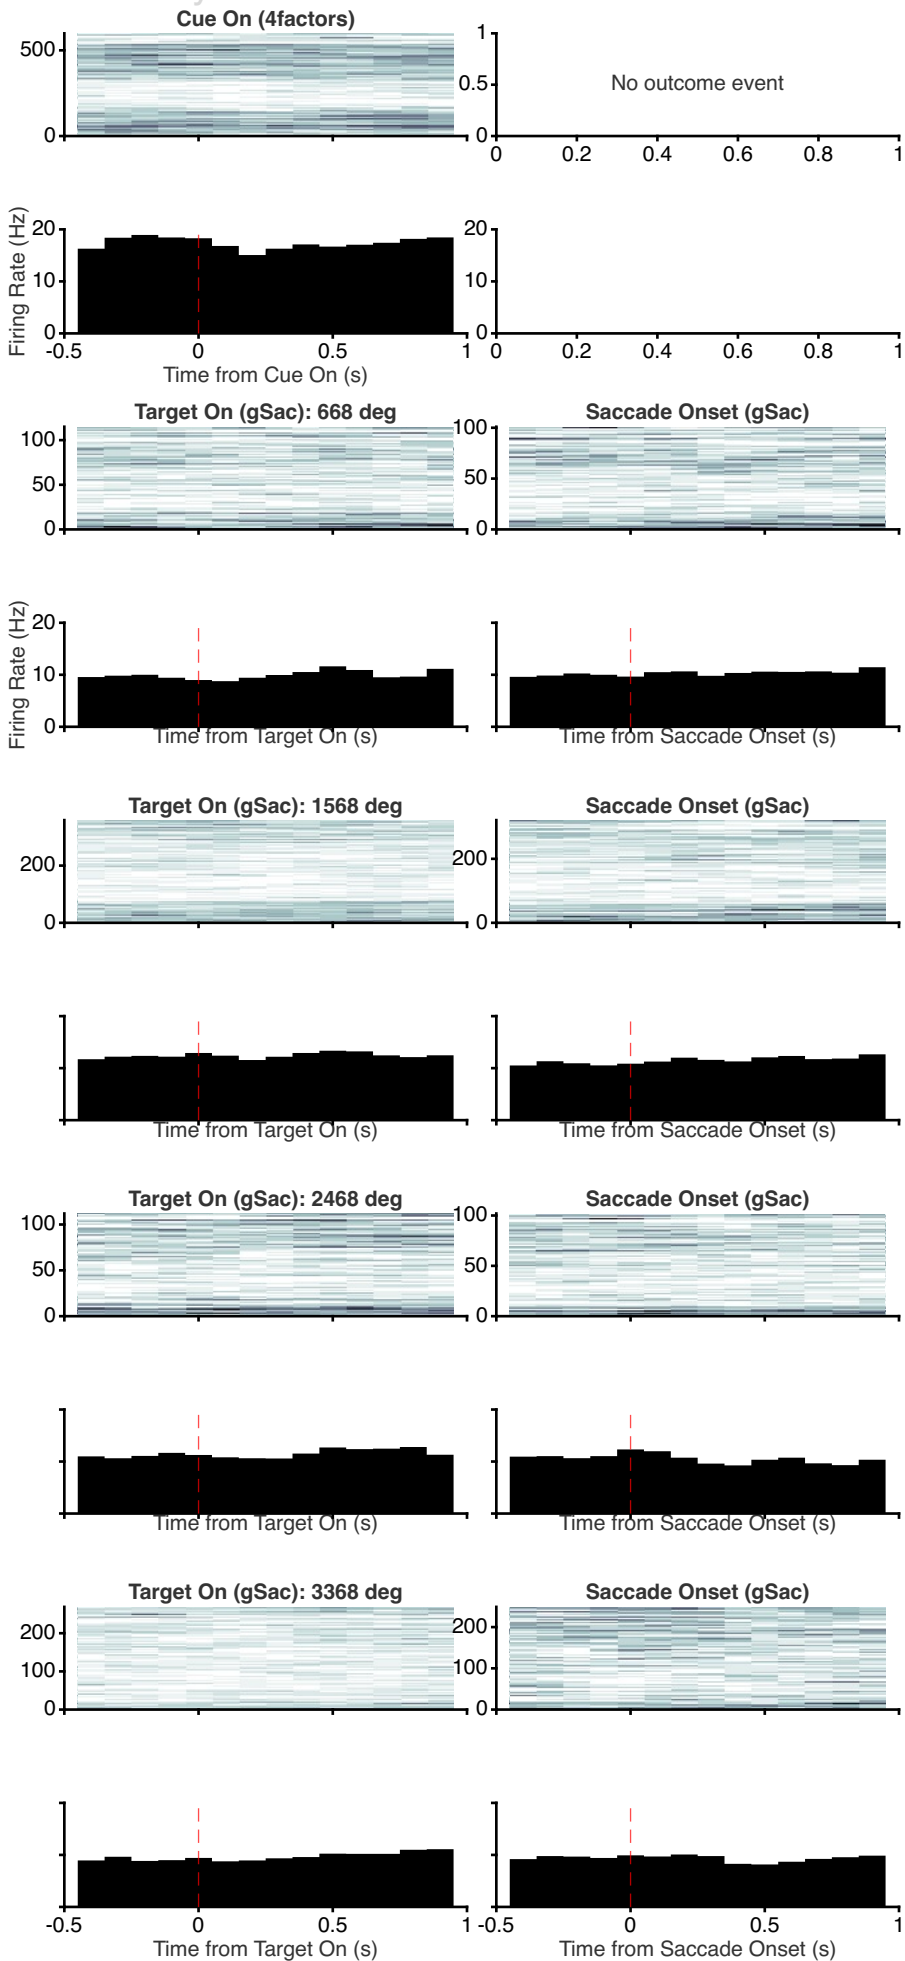 Cue On (4factors)
500
0
1
0.5
0
No outcome event
0 0.2 0.4 0.6 0.8 1
Firing Rate (Hz)
20
10
0
-0.5 0 0.5 1
Time from Cue On (s)
20
10
0
0 0.2 0.4 0.6 0.8 1
Target On (gSac): 668 deg
100
50
0
Saccade Onset (gSac)
100
50
0
Firing Rate (Hz)
20
10
0
Time from Target On (s)
Time from Saccade Onset (s)
Target On (gSac): 1568 deg
200
0
Saccade Onset (gSac)
200
0
Time from Target On (s)
Time from Saccade Onset (s)
Target On (gSac): 2468 deg
100
50
0
Saccade Onset (gSac)
100
50
0
Time from Target On (s)
Time from Saccade Onset (s)
Target On (gSac): 3368 deg
200
100
0
Saccade Onset (gSac)
200
100
0
-0.5 0 0.5 1
Time from Target On (s)
-0.5 0 0.5 1
Time from Saccade Onset (s)